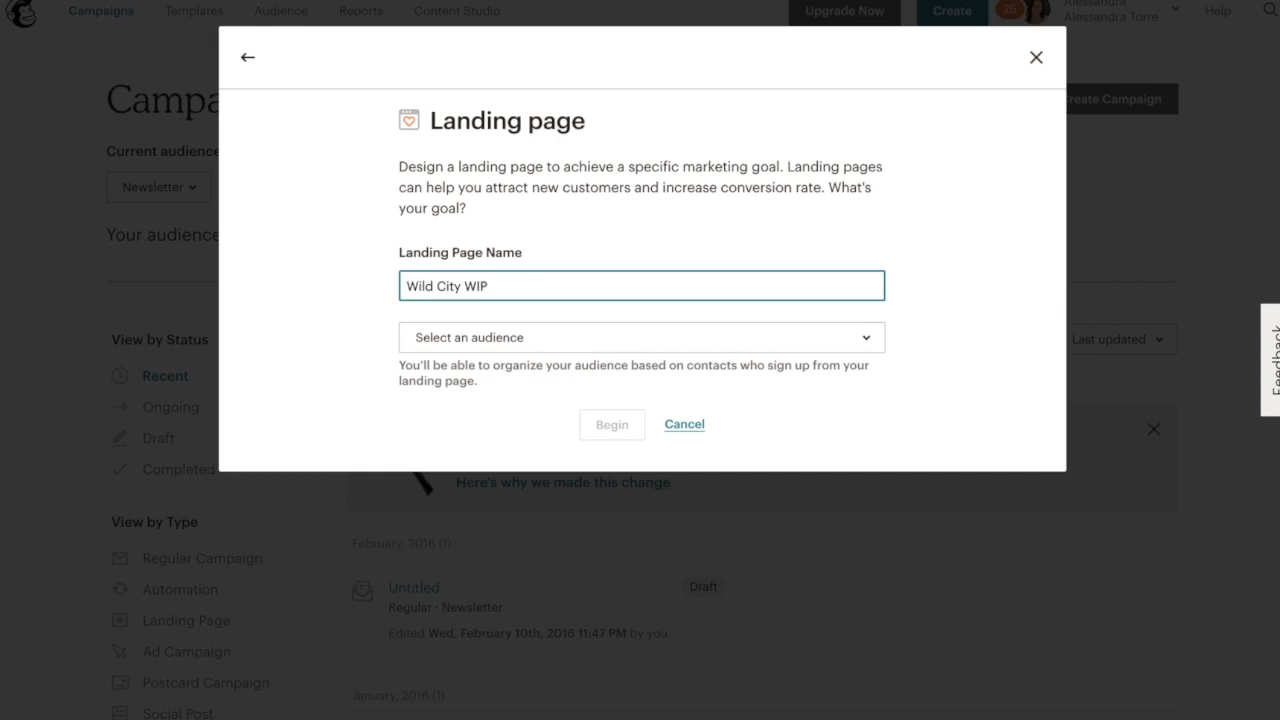 Campaigns Templates Audience Reports Content Studio Upgrade Now Create 25 Alessandra Help
Alessandra Torre
Campa
Create Campaign
Landing page
Current audience
Newsletter
Your audience
Design a landing page to achieve a specific marketing goal. Landing pages
can help you attract new customers and increase conversion rate. What's
your goal?
Landing Page Name
Wild City WIP
Select an audience
You'll be able to organize your audience based on contacts who sign up from your
landing page.
Begin Cancel
View by Status
Recent
Ongoing
Draft
Completed
Last updated
Feedback
Here's why we made this change
View by Type
Regular Campaign
Automation
Landing Page
Ad Campaign
Postcard Campaign
Social Post
February, 2016 (1)
Untitled Draft
Regular · Newsletter
Edited Wed, February 10th, 2016 11:47 PM by you
January, 2016 (1)